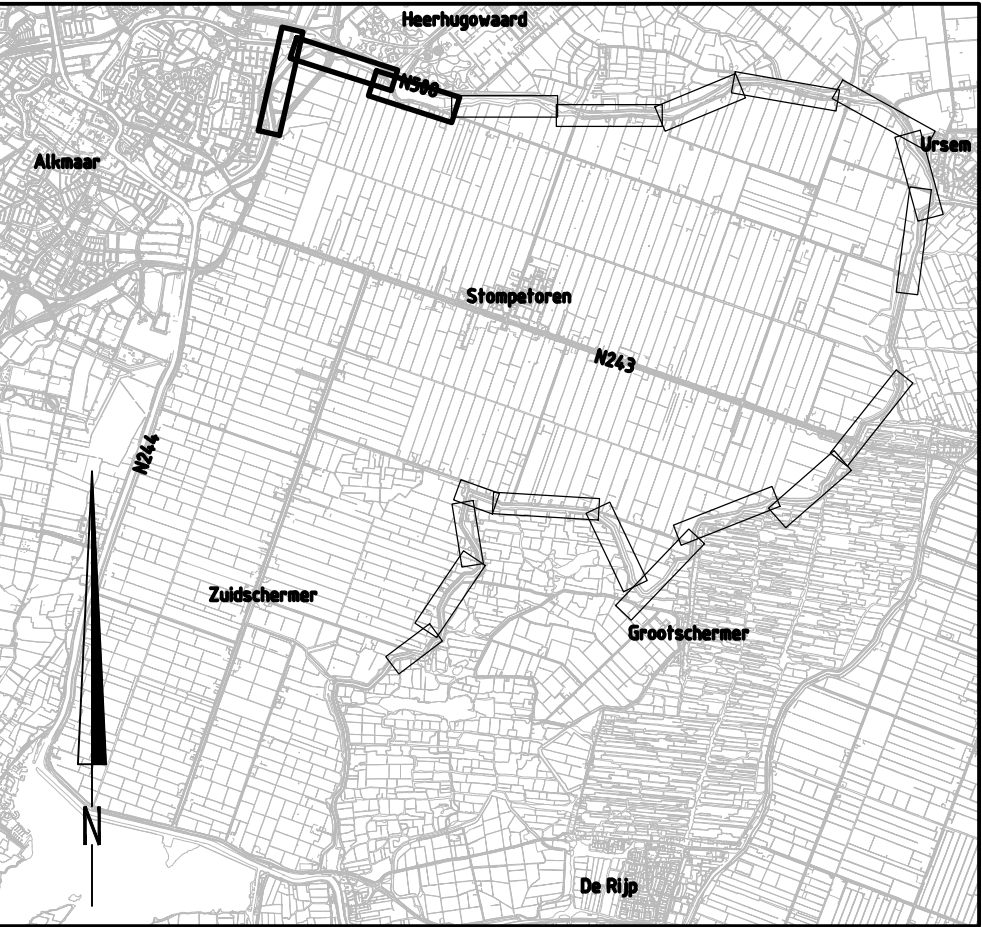 Heerhugowaard
N508
Alkmaar
Ursem
Stompetoren
N243
N244
Zuidschermer
Grootschermer
N
De Rijp